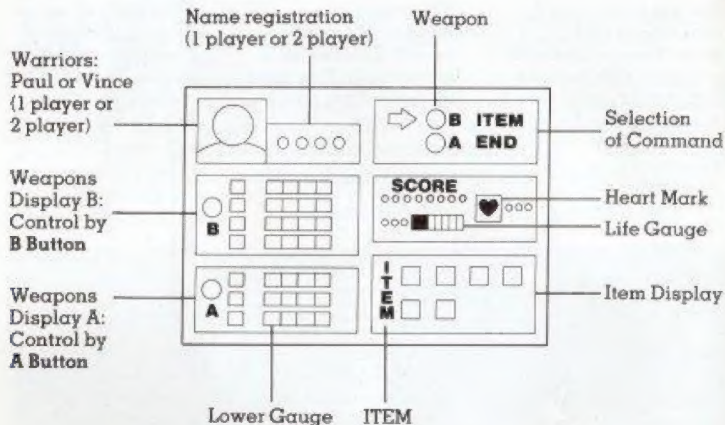 Name registration
(1 player or 2 player)
Weapon
Warriors:
Paul or Vince
(1 player or
2 player)
B ITEM
A END
Selection
of Command
Weapons
Display B:
Control by
B Button
B
SCORE
Heart Mark
Life Gauge
Weapons
Display A:
Control by
A Button
A
ITEM
Item Display
Lower Gauge
ITEM